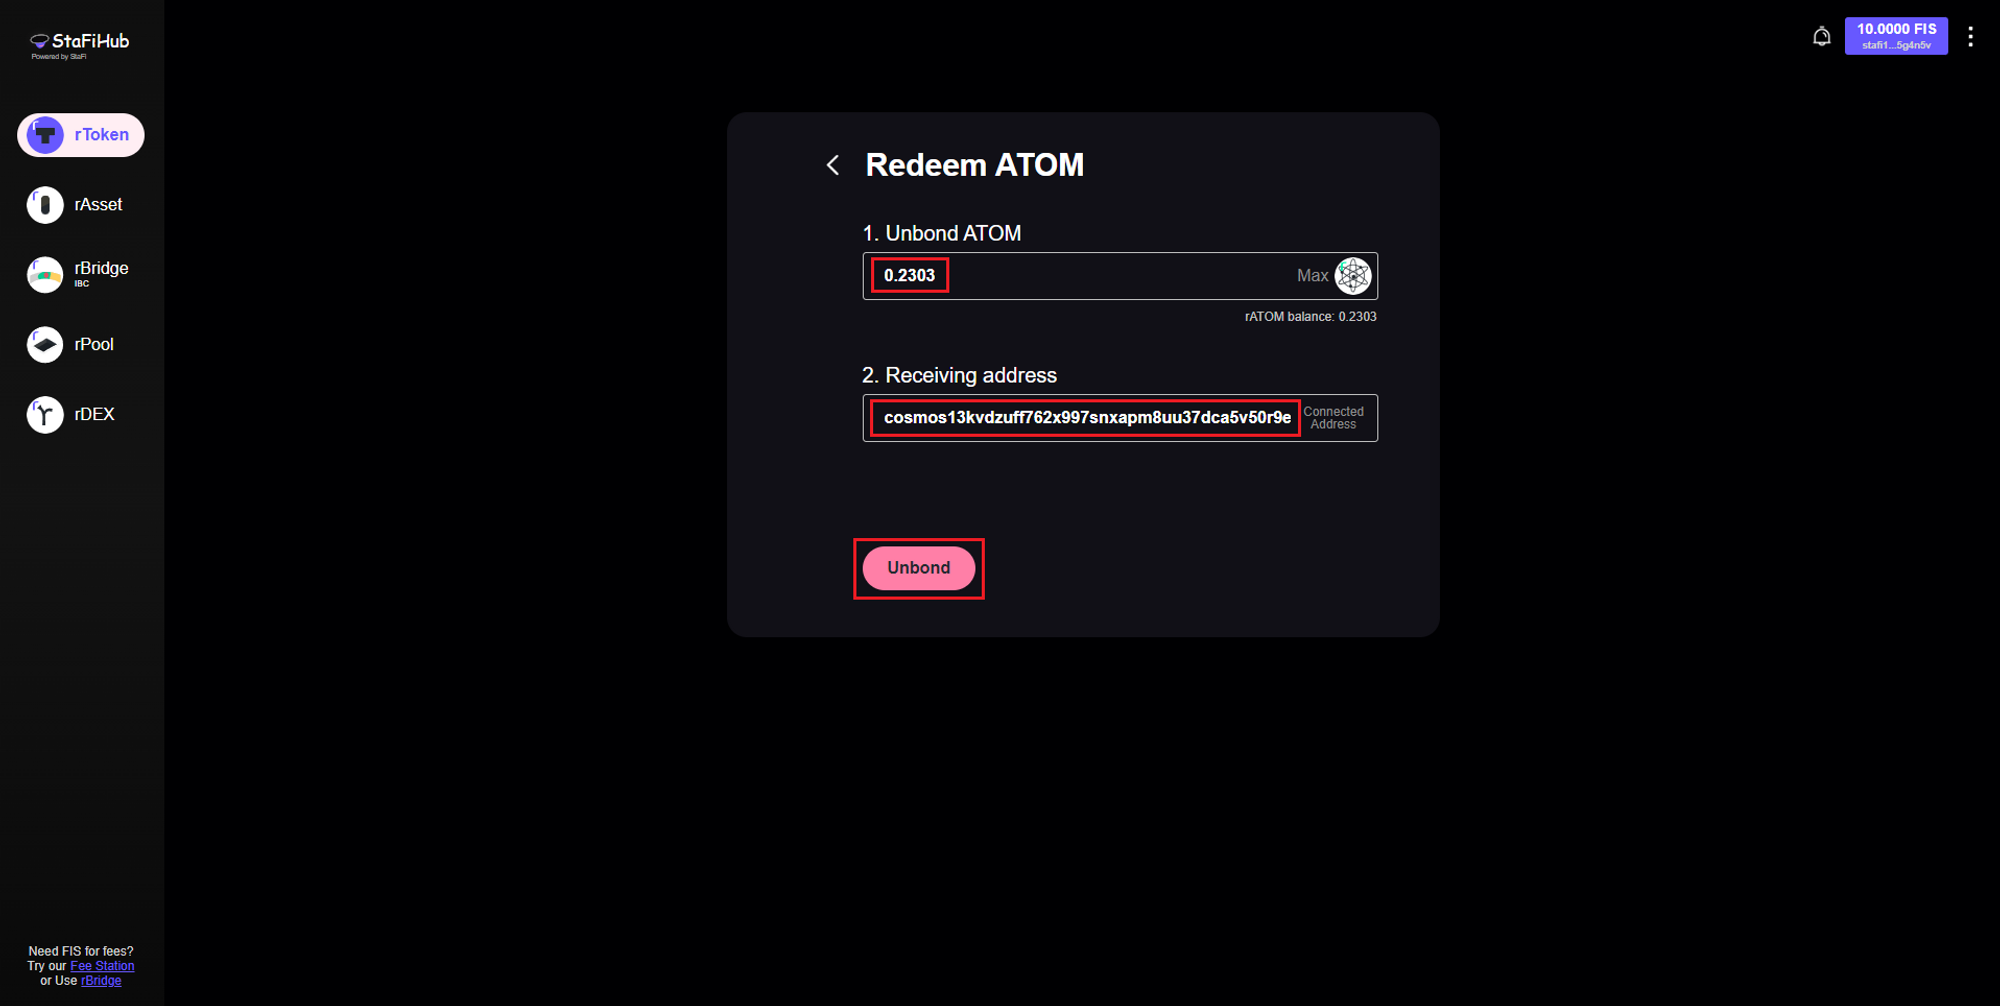 StaFiHub
Powered by StaFi
rToken
rAsset
rBridge
IBC
rPool
rDEX
Need FIS for fees?
Try our Fee Station
or Use rBridge
10.0000 FIS
stafi1...5g4n5v
Redeem ATOM
1. Unbond ATOM
0.2303
Max
rATOM balance: 0.2303
2. Receiving address
cosmos13kvdzuff762x997snxapm8uu37dca5v50r9e
Connected
Address
Unbond